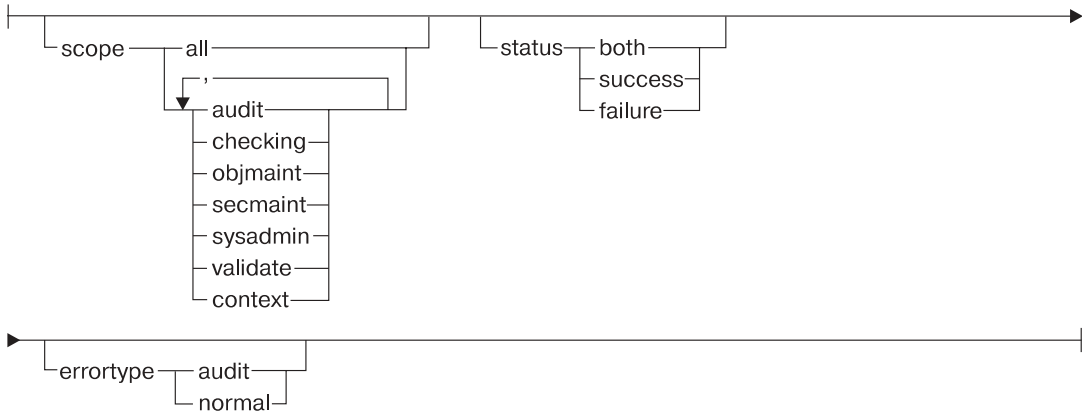 scope all status both
, success
audit failure
checking
objmaint
secmaint
sysadmin
validate
context
errortype audit
normal